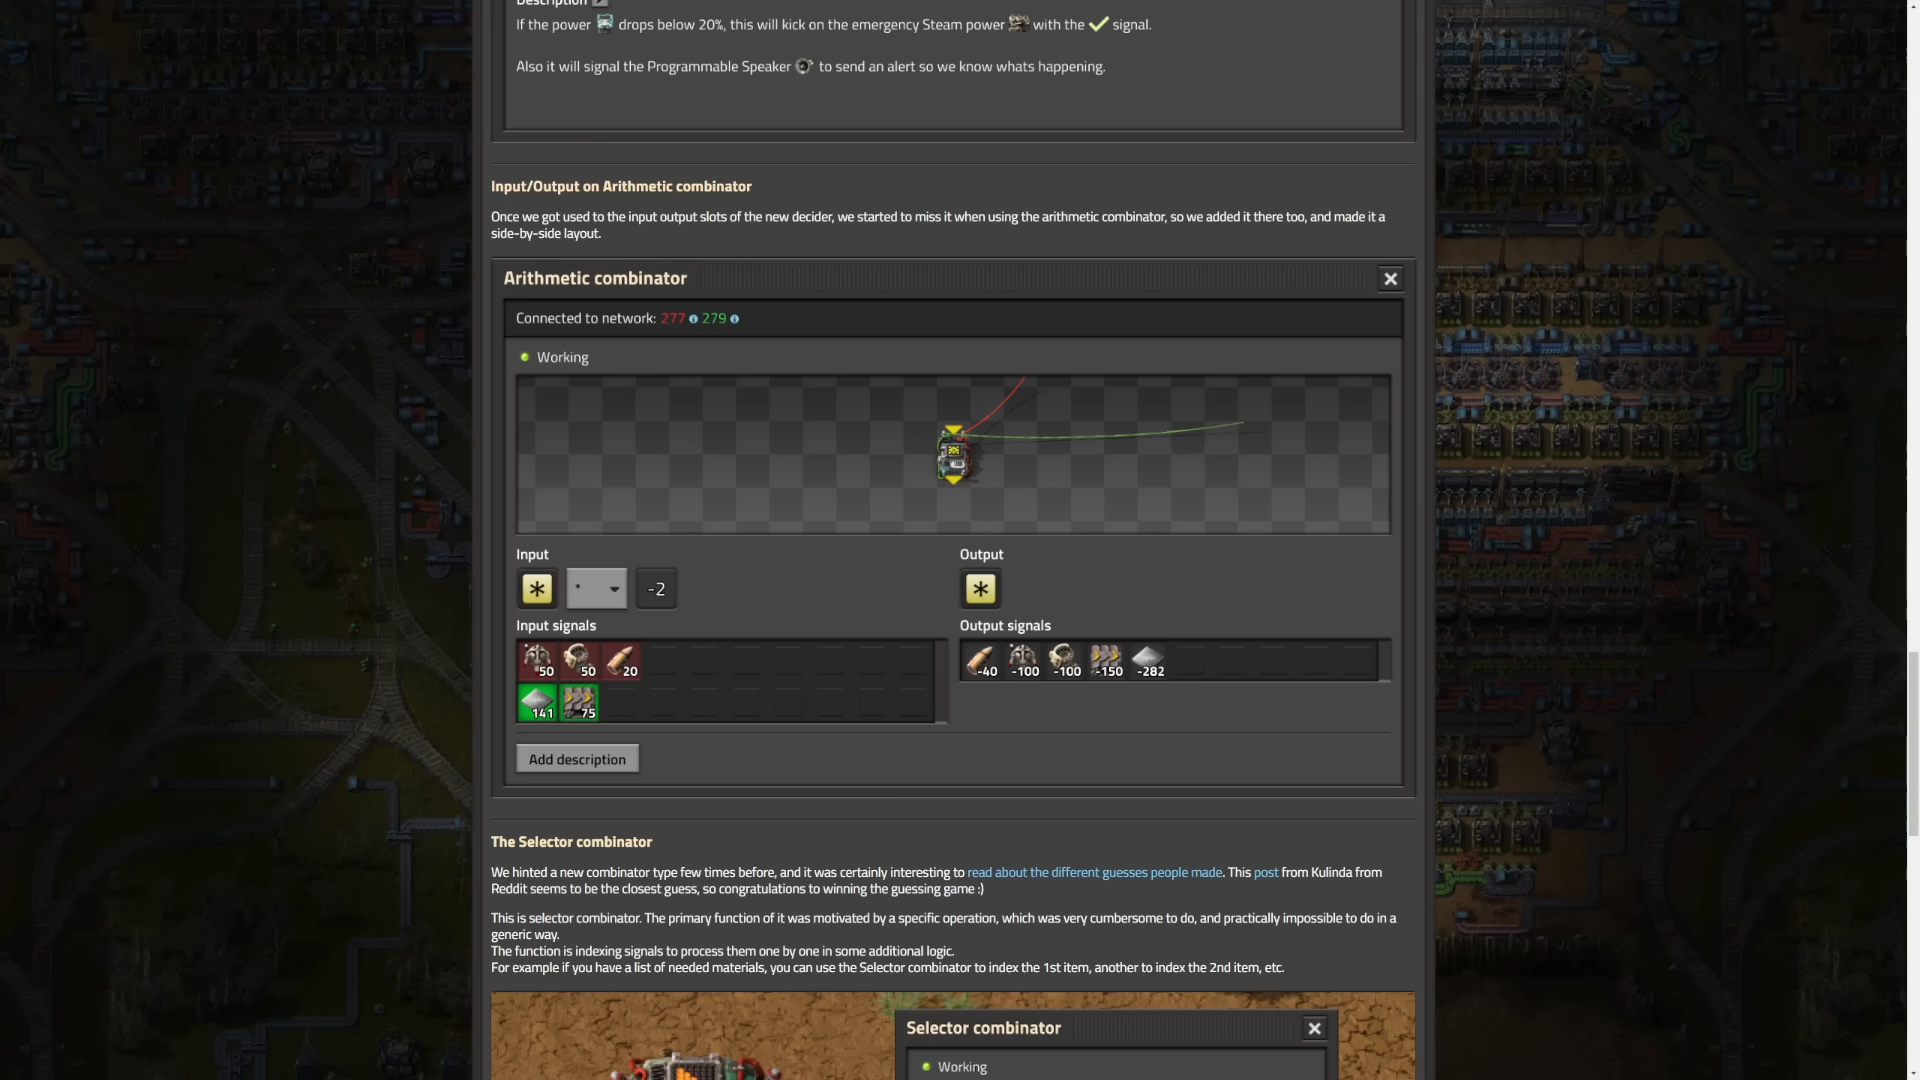 Description
If the power drops below 20%, this will kick on the emergency Steam power with the signal.
Also it will signal the Programmable Speaker to send an alert so we know whats happening.
Input/Output on Arithmetic combinator
Once we got used to the input output slots of the new decider, we started to miss it when using the arithmetic combinator, so we added it there too, and made it a
side-by-side layout.
Arithmetic combinator
Connected to network: 277 279
Working
Input
Output
* * -2
*
Input signals
Output signals
50 50 20
-40 -100 -100 -150 -282
141 75
Add description
The Selector combinator
We hinted a new combinator type few times before, and it was certainly interesting to read about the different guesses people made. This post from Kulinda from
Reddit seems to be the closest guess, so congratulations to winning the guessing game :)
This is selector combinator. The primary function of it was motivated by a specific operation, which was very cumbersome to do, and practically impossible to do in a
generic way.
The function is indexing signals to process them one by one in some additional logic.
For example if you have a list of needed materials, you can use the Selector combinator to index the 1st item, another to index the 2nd item, etc.
Selector combinator
Working